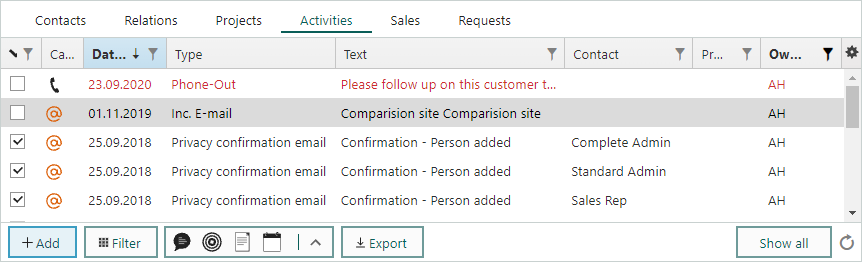 Contacts Relations Projects Activities Sales Requests
Ca... Dat... Type Text Contact Pr... Ow...
23.09.2020 Phone-Out Please follow up on this customer t... AH
01.11.2019 Inc. E-mail Comparision site Comparision site AH
25.09.2018 Privacy confirmation email Confirmation - Person added Complete Admin AH
25.09.2018 Privacy confirmation email Confirmation - Person added Standard Admin AH
25.09.2018 Privacy confirmation email Confirmation - Person added Sales Rep AH
+ Add Filter Export Show all